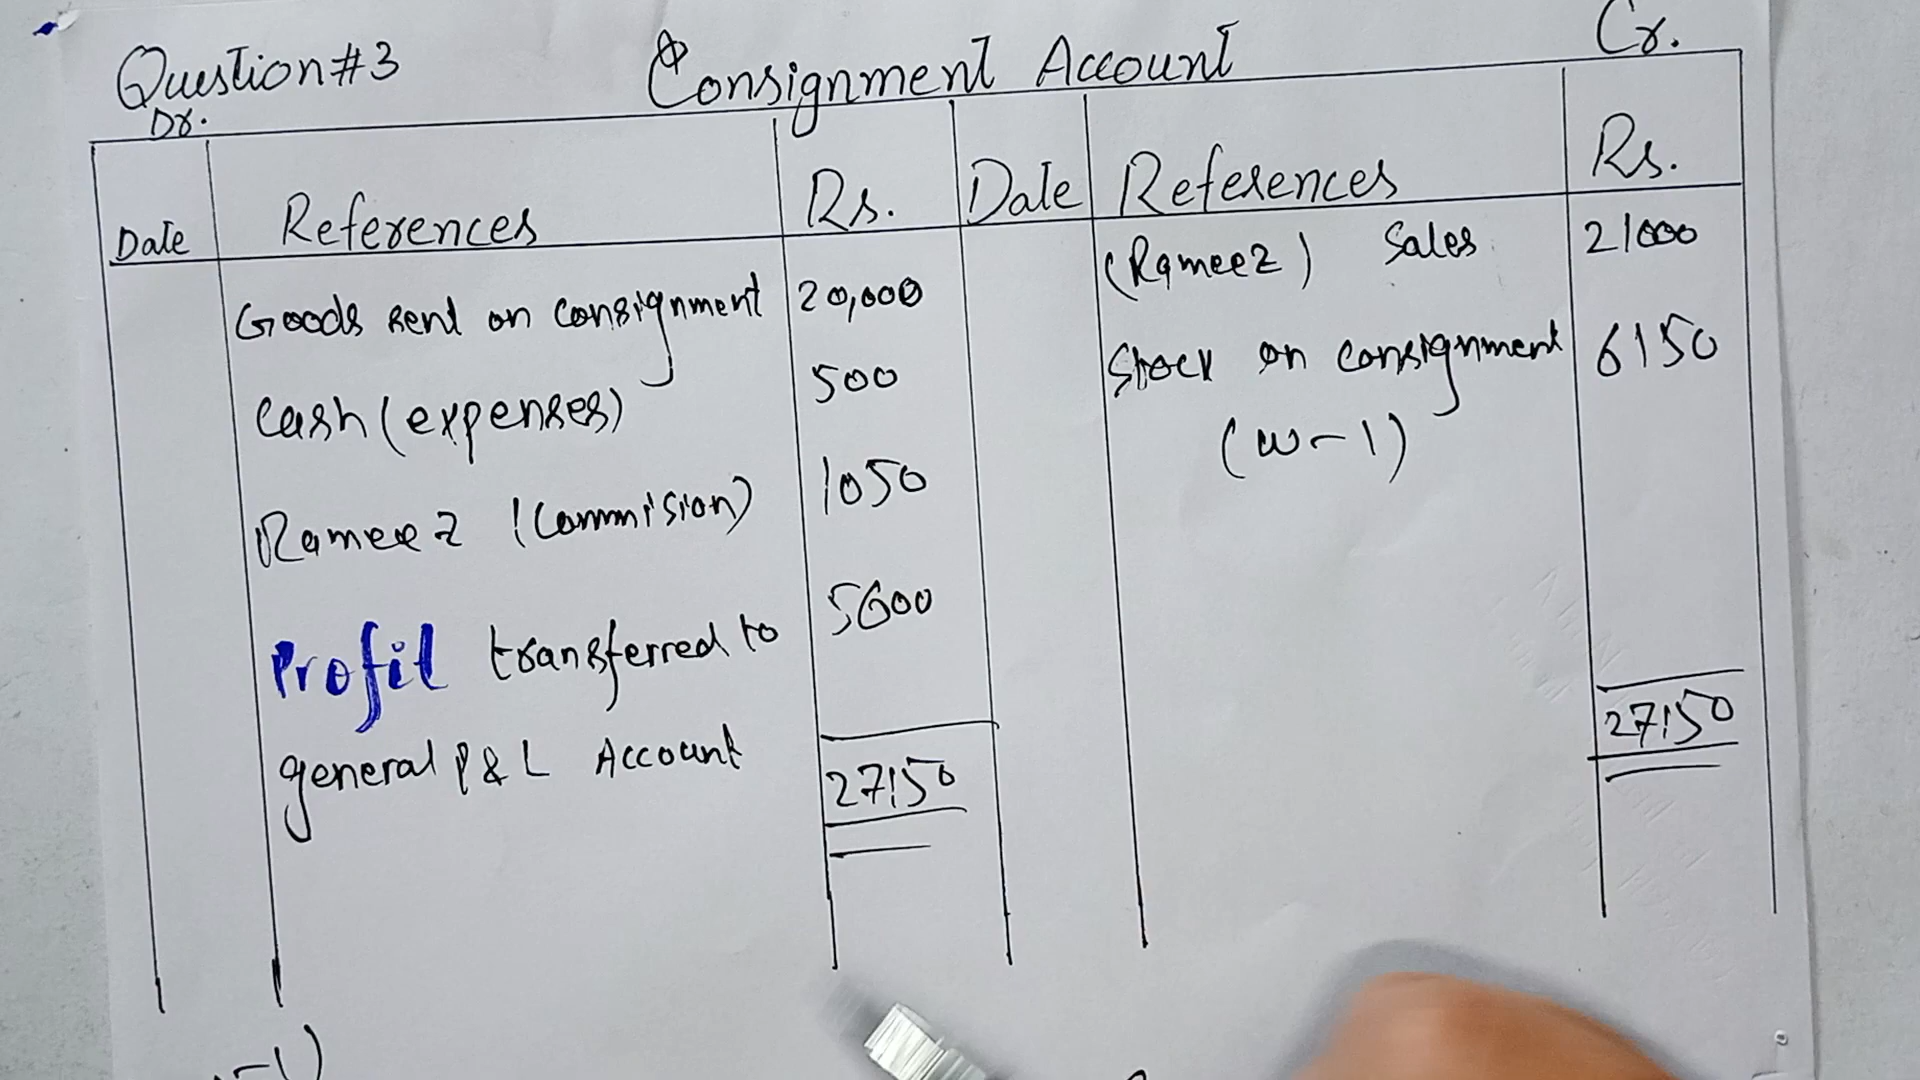 Question#3 Consignment Account Cr.
Dr.
Date References Rs. Date References Rs.
Goods sent on consignment 20,000 (Rameez) Sales 21000
Cash (expenses) 500 Stock on consignment 6150
(w-1)
Rameez (Commision) 1050
Profit transferred to 5600
general P & L Account
27150 27150
-1)